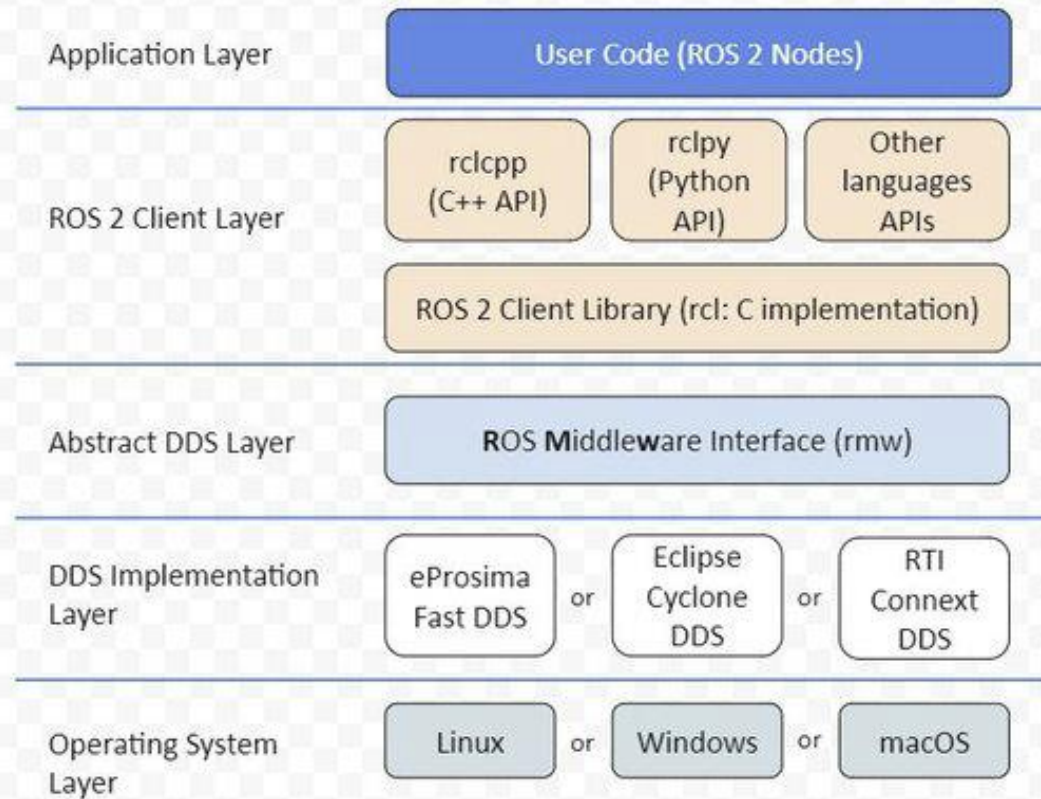 Application Layer
User Code (ROS 2 Nodes)
ROS 2 Client Layer
rclcpp
(C++ API)
rclpy
(Python
API)
Other
languages
APIs
ROS 2 Client Library (rcl: C implementation)
Abstract DDS Layer
ROS Middleware Interface (rmw)
DDS Implementation
Layer
eProsima
Fast DDS
or
Eclipse
Cyclone
DDS
or
RTI
Connext
DDS
Operating System
Layer
Linux
or
Windows
or
macOS